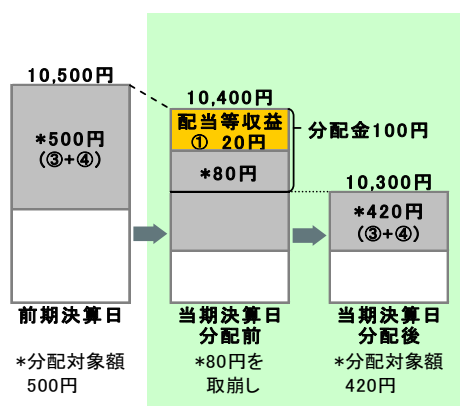 10,500円
*500円
(③+④)
前期決算日
*分配対象額
500円
10,400円
配当等収益
① 20円
*80円
分配金100円
当期決算日
分配前
*80円を
取崩し
10,300円
*420円
(③+④)
当期決算日
分配後
*分配対象額
420円